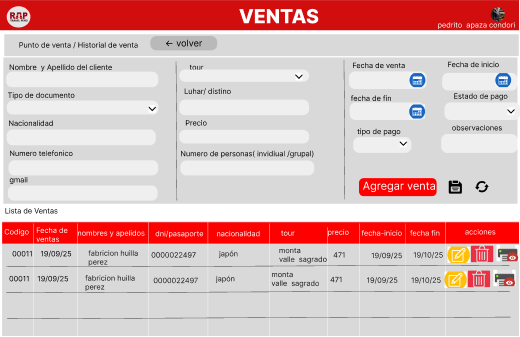 RAP
TRAVEL PERU
VENTAS
pedrito apaza condori
Punto de venta / Historial de venta
← volver
Nombre y Apellido del cliente
tour
Fecha de venta
Fecha de inicio
Tipo de documento
Luhar/ distino
fecha de fin
Estado de pago
Nacionalidad
Precio
tipo de pago
observaciones
Numero telefonico
Numero de personas( invidiual /grupal)
gmail
Agregar venta
Lista de Ventas
Codigo
Fecha de ventas
nombres y apelidos
dni/pasaporte
nacionalidad
tour
precio
fecha-inicio
fecha fin
acciones
00011 19/09/25 fabricion huilla perez 0000022497 japón monta valle sagrado 471 19/09/25 19/10/25
00011 19/09/25 fabricion huilla perez 0000022497 japón monta valle sagrado 471 19/09/25 19/10/25